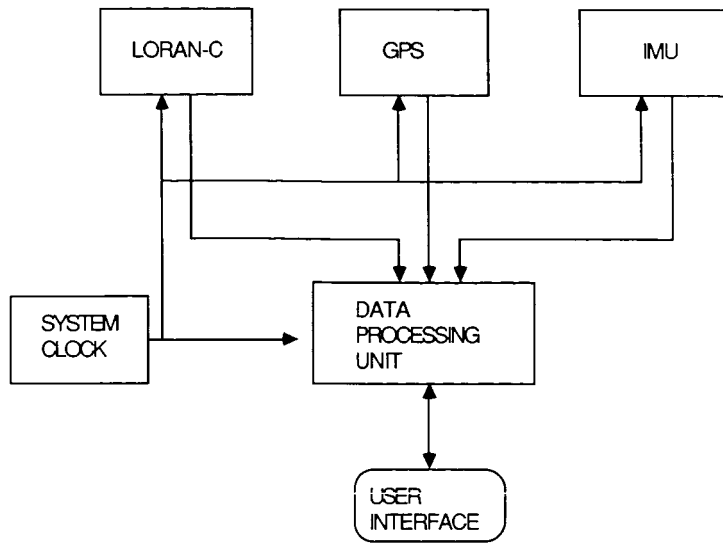 LORAN-C
GPS
IMU
SYSTEM
CLOCK
DATA
PROCESSING
UNIT
USER
INTERFACE